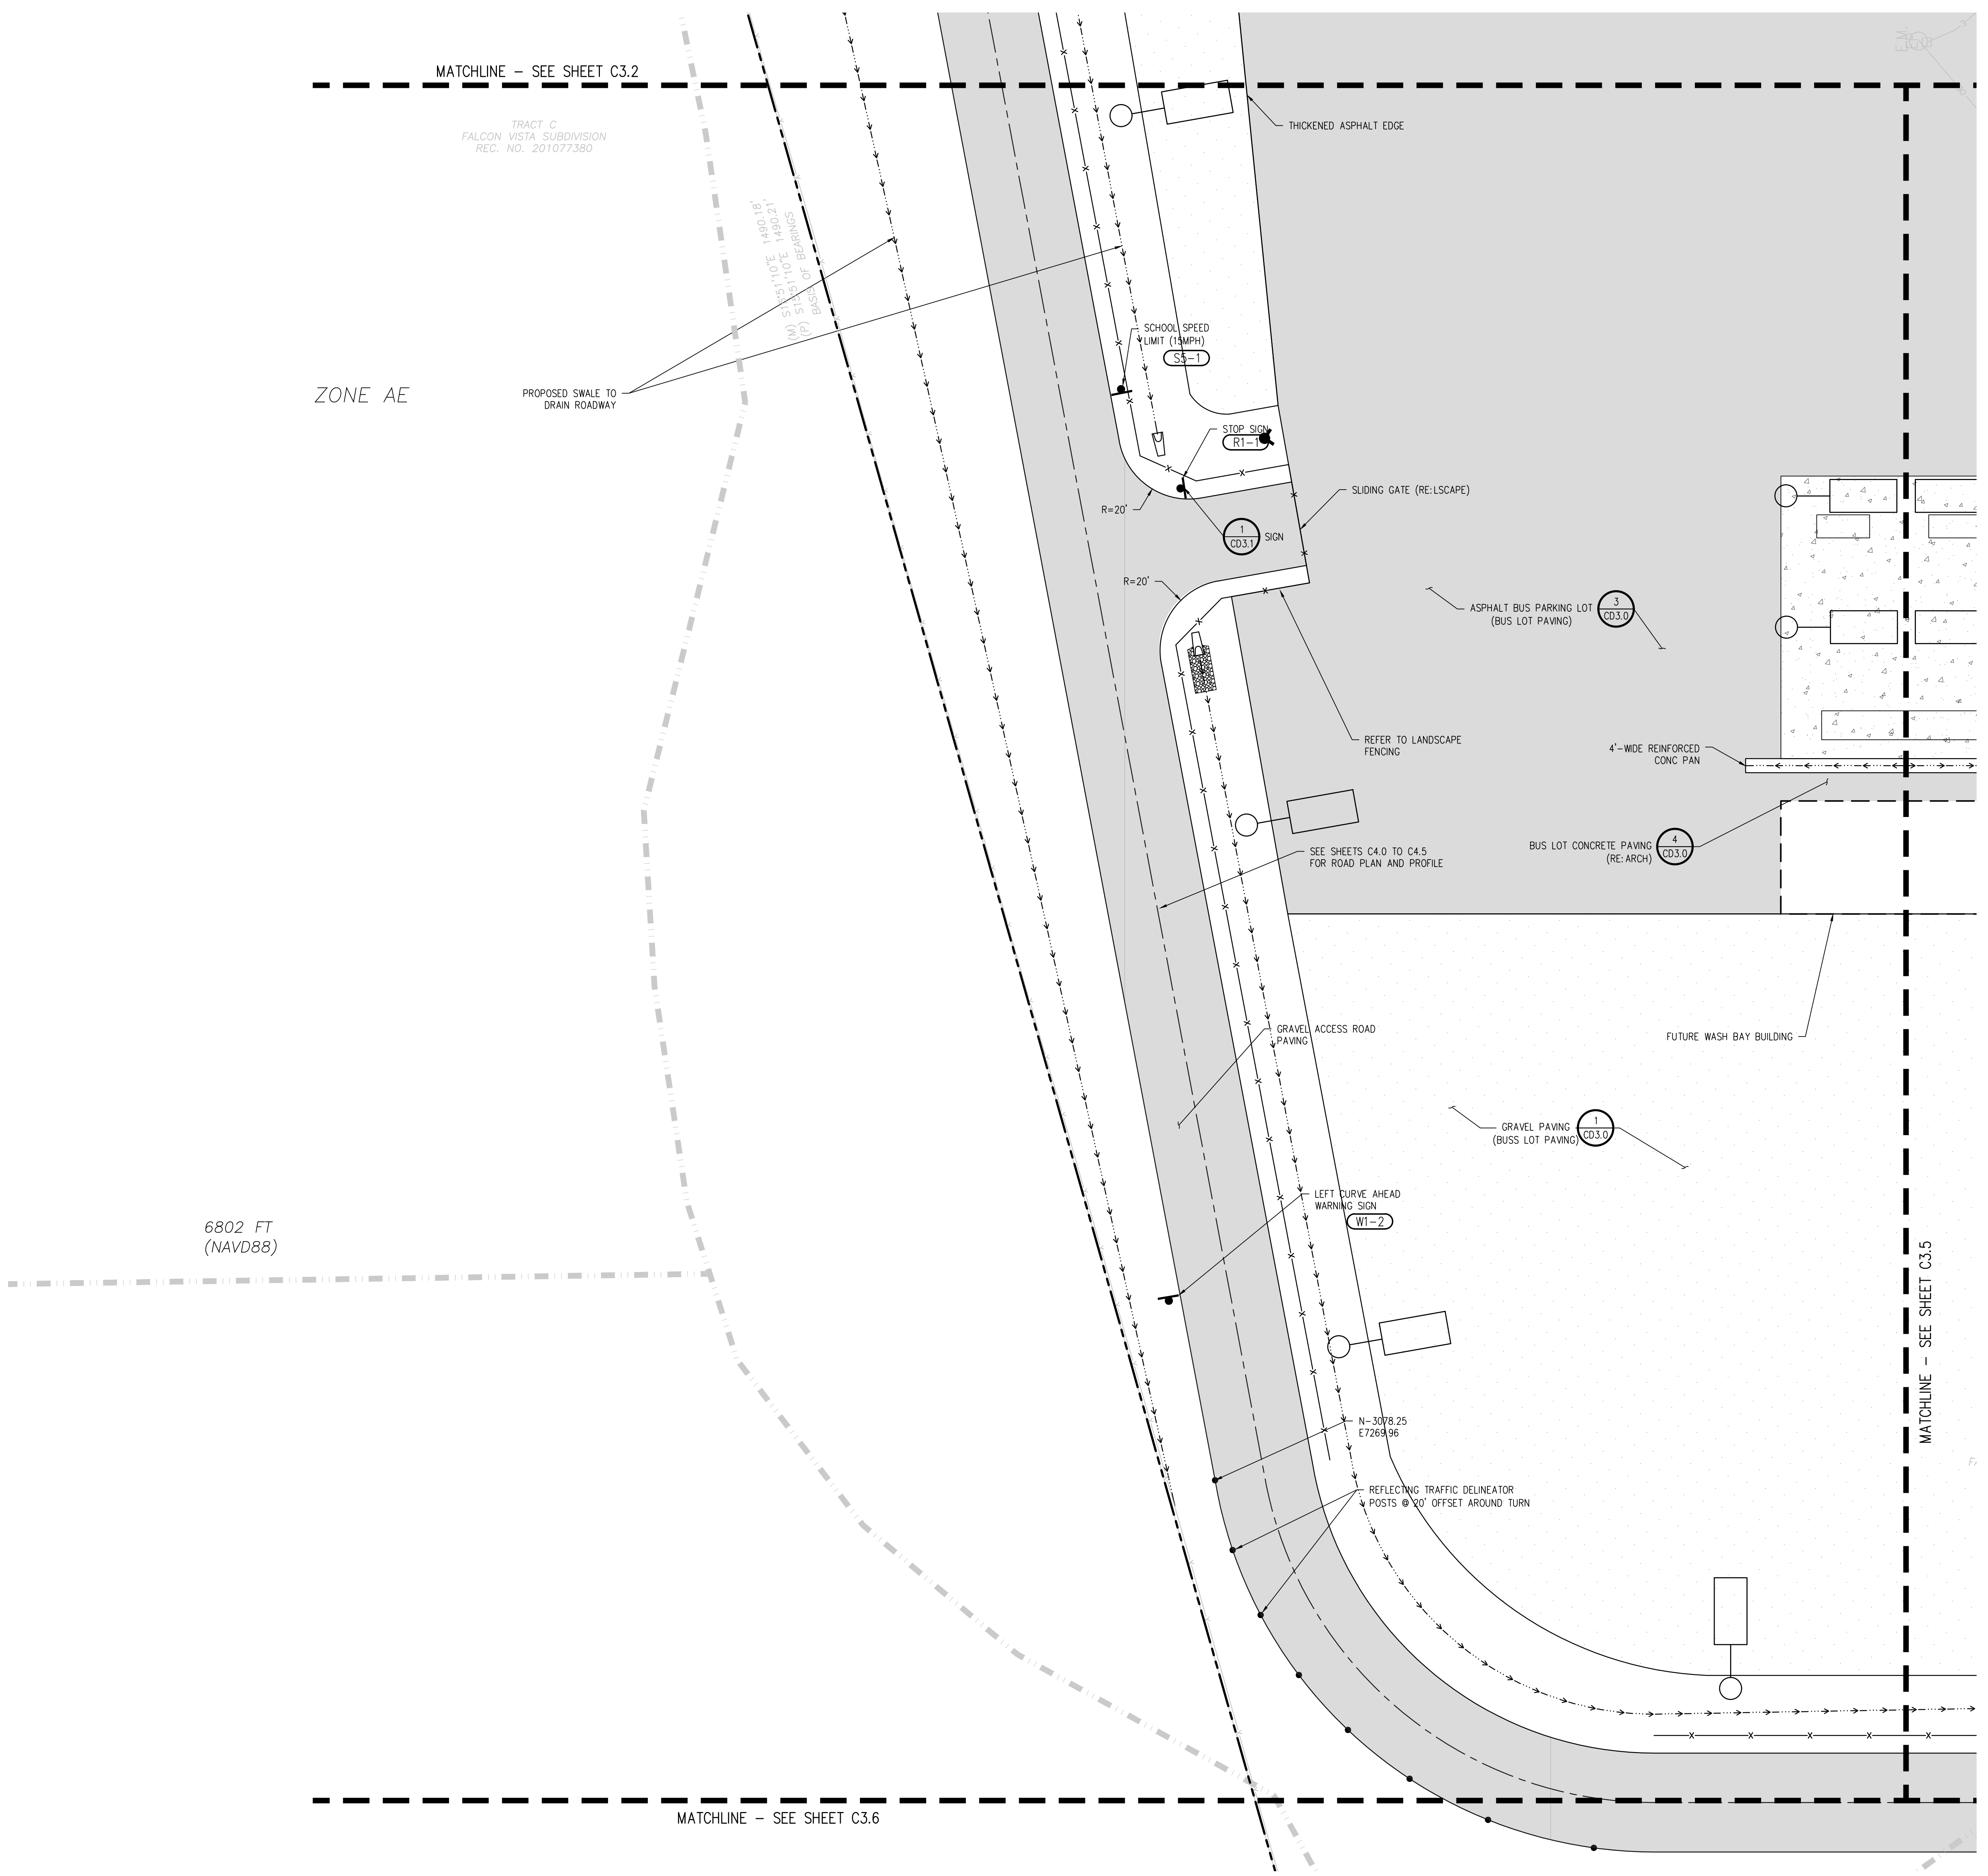 MATCHLINE - SEE SHEET C3.2
TRACT C
FALCON VISTA SUBDIVISION
REC. NO. 201077380
THICKENED ASPHALT EDGE
(M) S15°51'10"E 1490.18'
(P) S15°51'10"E 1490.21'
BASIS OF BEARINGS
SCHOOL SPEED
LIMIT (15MPH)
S5-1
ZONE AE
PROPOSED SWALE TO
DRAIN ROADWAY
STOP SIGN
R1-1
SLIDING GATE (RE:LSCAPE)
R=20'
1
CD3.1
SIGN
R=20'
ASPHALT BUS PARKING LOT
(BUS LOT PAVING)
3
CD3.0
REFER TO LANDSCAPE
FENCING
4'-WIDE REINFORCED
CONC PAN
BUS LOT CONCRETE PAVING
(RE: ARCH)
4
CD3.0
SEE SHEETS C4.0 TO C4.5
FOR ROAD PLAN AND PROFILE
GRAVEL ACCESS ROAD
PAVING
FUTURE WASH BAY BUILDING
GRAVEL PAVING
(BUSS LOT PAVING)
1
CD3.0
LEFT CURVE AHEAD
WARNING SIGN
W1-2
6802 FT
(NAVD88)
MATCHLINE - SEE SHEET C3.5
N-3078.25
E7269.96
REFLECTING TRAFFIC DELINEATOR
POSTS @ 20' OFFSET AROUND TURN
MATCHLINE - SEE SHEET C3.6